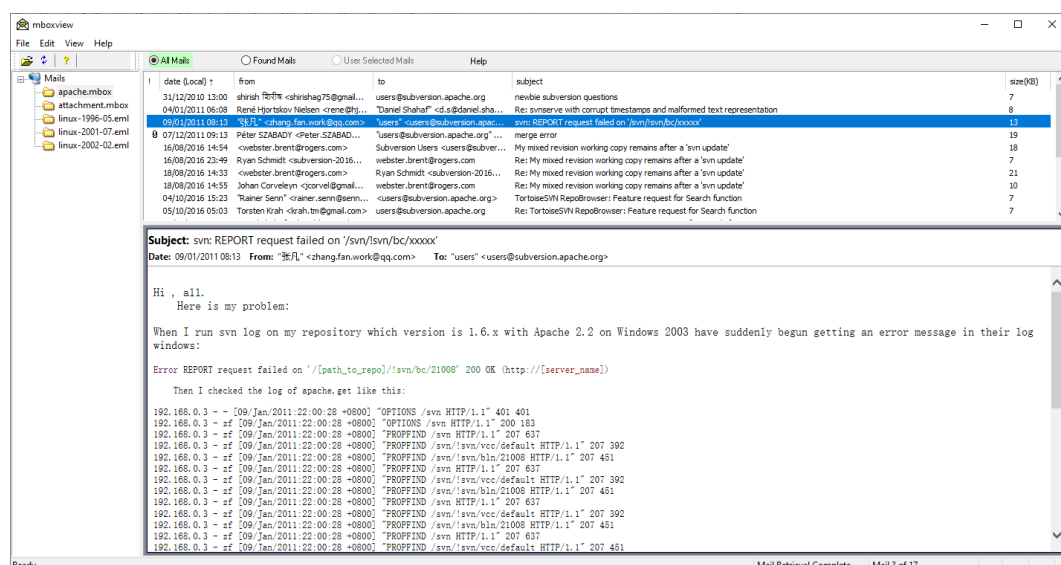 mboxview
File Edit View Help
All Mails Found Mails User Selected Mails Help
Mails
apache.mbox
attachment.mbox
linux-1996-05.eml
linux-2001-07.eml
linux-2002-02.eml
! date (Local) ↑ from to subject size(KB)
31/12/2010 13:00 shirish शिरीष <shirishag75@gmail... users@subversion.apache.org newbie subversion questions 7
04/01/2011 06:08 René Hjortskov Nielsen <rene@hj... "Daniel Shahaf" <d.s@daniel.sha... Re: svnserve with corrupt timestamps and malformed text representation 8
09/01/2011 08:13 "张凡" <zhang.fan.work@qq.com> "users" <users@subversion.apac... svn: REPORT request failed on '/svn/!svn/bc/xxxxx' 13
07/12/2011 09:13 Péter SZABADY <Peter.SZABAD... "users@subversion.apache.org" ... merge error 19
16/08/2016 14:54 <webster.brent@rogers.com> Subversion Users <users@subver... My mixed revision working copy remains after a 'svn update' 18
16/08/2016 23:49 Ryan Schmidt <subversion-2016... webster.brent@rogers.com Re: My mixed revision working copy remains after a 'svn update' 7
18/08/2016 14:33 <webster.brent@rogers.com> Ryan Schmidt <subversion-2016... Re: My mixed revision working copy remains after a 'svn update' 21
18/08/2016 14:55 Johan Corveleyn <jcorvel@gmail... webster.brent@rogers.com Re: My mixed revision working copy remains after a 'svn update' 10
04/10/2016 15:23 "Rainer Senn" <rainer.senn@senn... <users@subversion.apache.org> TortoiseSVN RepoBrowser: Feature request for Search function 7
05/10/2016 05:03 Torsten Krah <krah.tm@gmail.com> users@subversion.apache.org Re: TortoiseSVN RepoBrowser: Feature request for Search function 7
Subject: svn: REPORT request failed on '/svn/!svn/bc/xxxxx'
Date: 09/01/2011 08:13 From: "张凡" <zhang.fan.work@qq.com> To: "users" <users@subversion.apache.org>
Hi , all.
Here is my problem:
When I run svn log on my repository which version is 1.6.x with Apache 2.2 on Windows 2003 have suddenly begun getting an error message in their log
windows:
Error REPORT request failed on '/[path_to_repo]/!svn/bc/21008' 200 OK (http://[server_name])
Then I checked the log of apache,get like this:
192.168.0.3 - - [09/Jan/2011:22:00:28 +0800] "OPTIONS /svn HTTP/1.1" 401 401
192.168.0.3 - zf [09/Jan/2011:22:00:28 +0800] "OPTIONS /svn HTTP/1.1" 200 183
192.168.0.3 - zf [09/Jan/2011:22:00:28 +0800] "PROPFIND /svn HTTP/1.1" 207 637
192.168.0.3 - zf [09/Jan/2011:22:00:28 +0800] "PROPFIND /svn/!svn/vcc/default HTTP/1.1" 207 392
192.168.0.3 - zf [09/Jan/2011:22:00:28 +0800] "PROPFIND /svn/!svn/bln/21008 HTTP/1.1" 207 451
192.168.0.3 - zf [09/Jan/2011:22:00:28 +0800] "PROPFIND /svn HTTP/1.1" 207 637
192.168.0.3 - zf [09/Jan/2011:22:00:28 +0800] "PROPFIND /svn/!svn/vcc/default HTTP/1.1" 207 392
192.168.0.3 - zf [09/Jan/2011:22:00:28 +0800] "PROPFIND /svn/!svn/bln/21008 HTTP/1.1" 207 451
192.168.0.3 - zf [09/Jan/2011:22:00:28 +0800] "PROPFIND /svn HTTP/1.1" 207 637
192.168.0.3 - zf [09/Jan/2011:22:00:28 +0800] "PROPFIND /svn/!svn/vcc/default HTTP/1.1" 207 392
192.168.0.3 - zf [09/Jan/2011:22:00:28 +0800] "PROPFIND /svn/!svn/bln/21008 HTTP/1.1" 207 451
192.168.0.3 - zf [09/Jan/2011:22:00:28 +0800] "PROPFIND /svn HTTP/1.1" 207 637
192.168.0.3 - zf [09/Jan/2011:22:00:28 +0800] "PROPFIND /svn/!svn/vcc/default HTTP/1.1" 207 451
Ready Mail Retrieval Complete Mail 3 of 17